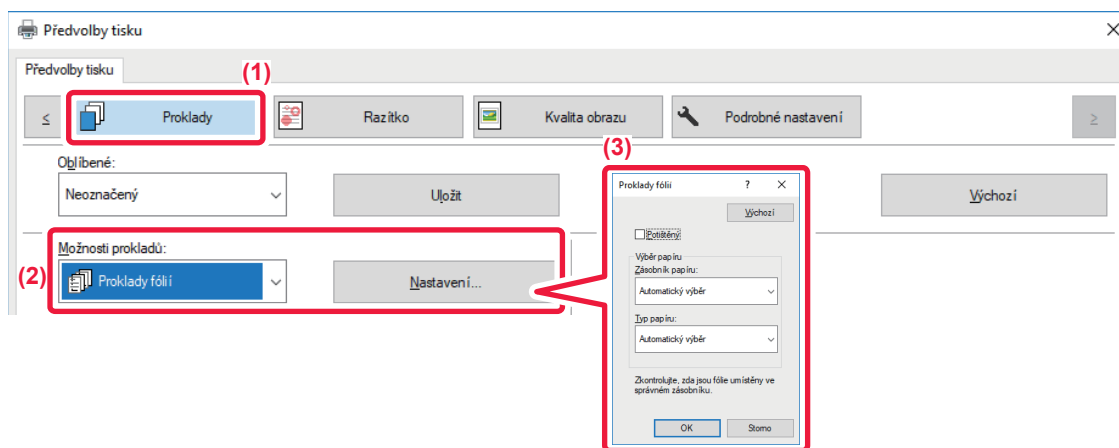 Předvolby tisku
Předvolby tisku
(1)
< Proklady Razítko Kvalita obrazu Podrobné nastavení >
(3)
Oblíbené:
Neoznačený Uložit Výchozí
Možnosti prokladů:
(2) Proklady fólií Nastavení...
Proklady fólií ? ×
Výchozí
Potištěný
Výběr papíru
Zásobník papíru:
Automatický výběr
Typ papíru:
Automatický výběr
Zkontrolujte, zda jsou fólie umístěny ve
správném zásobníku.
OK Storno